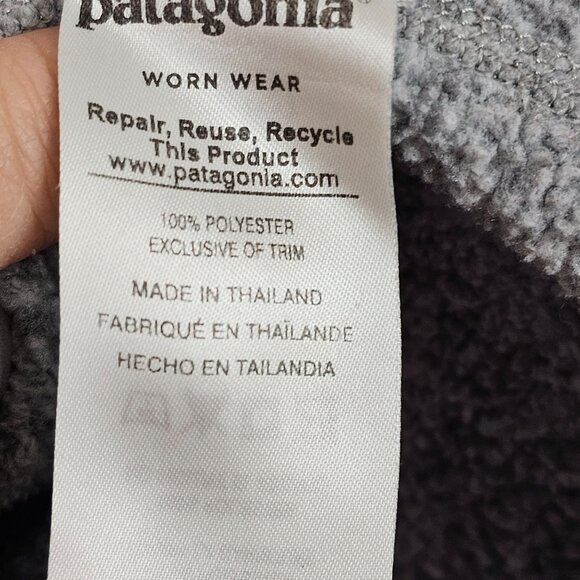 patagonia®
WORN WEAR
Repair, Reuse, Recycle
This Product
www.patagonia.com
100% POLYESTER
EXCLUSIVE OF TRIM
MADE IN THAILAND
FABRIQUÉ EN THAÏLANDE
HECHO EN TAILANDIA